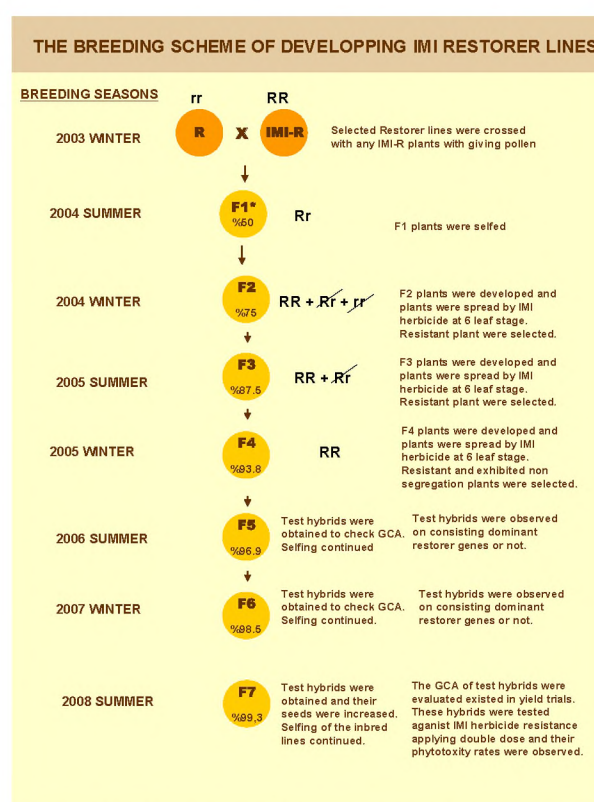 THE BREEDING SCHEME OF DEVELOPPING IMI RESTORER LINES
BREEDING SEASONS
rr
RR
2003 WINTER
R
X
IMI-R
Selected Restorer lines were crossed
with any IMI-R plants with giving pollen
2004 SUMMER
F1*
%50
Rr
F1 plants were selfed
2004 WINTER
F2
%75
RR + Rr + rr
F2 plants were developed and
plants were spread by IMI
herbicide at 6 leaf stage.
Resistant plant were selected.
2005 SUMMER
F3
%87.5
RR + Rr
F3 plants were developed and
plants were spread by IMI
herbicide at 6 leaf stage.
Resistant plant were selected.
2005 WINTER
F4
%93.8
RR
F4 plants were developed and
plants were spread by IMI
herbicide at 6 leaf stage.
Resistant and exhibited non
segregation plants were selected.
2006 SUMMER
F5
%96.9
Test hybrids were
obtained to check GCA.
Selfing continued
Test hybrids were observed
on consisting dominant
restorer genes or not.
2007 WINTER
F6
%98.5
Test hybrids were
obtained to check GCA.
Selfing continued.
Test hybrids were observed
on consisting dominant
restorer genes or not.
2008 SUMMER
F7
%99,3
Test hybrids were
obtained and their
seeds were increased.
Selfing of the inbred
lines continued.
The GCA of test hybrids were
evaluated existed in yield trials.
These hybrids were tested
aganist IMI herbicide resistance
applying double dose and their
phytotoxity rates were observed.